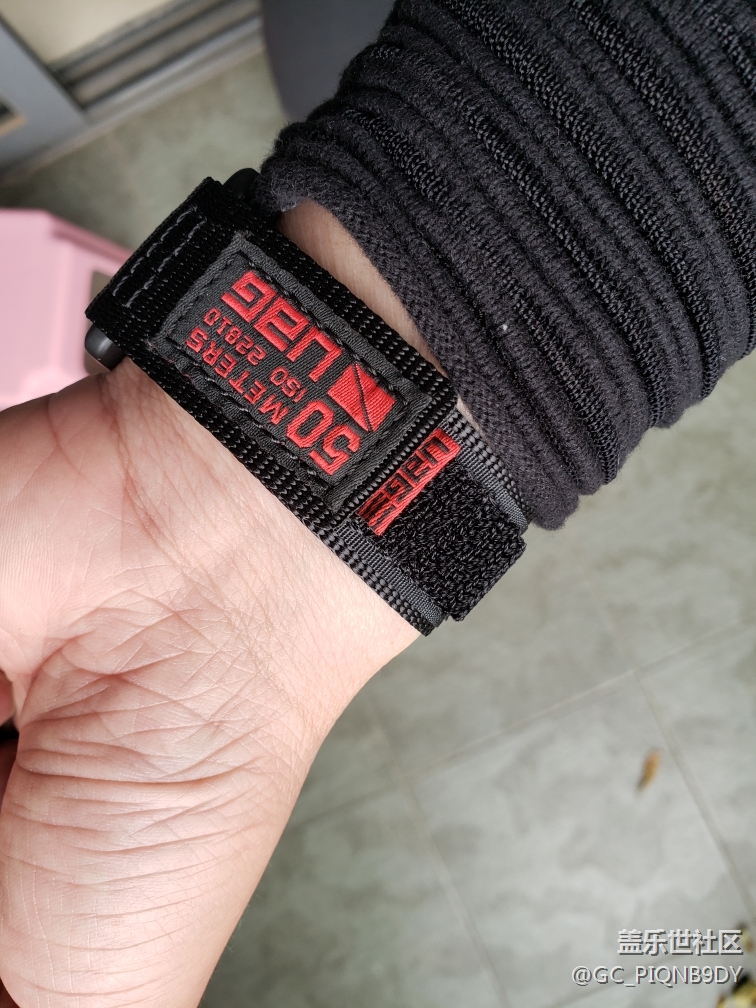 UAG
50
METERS
ISO 22810
UAG
盖乐世社区
@GC_PIQNB9DY